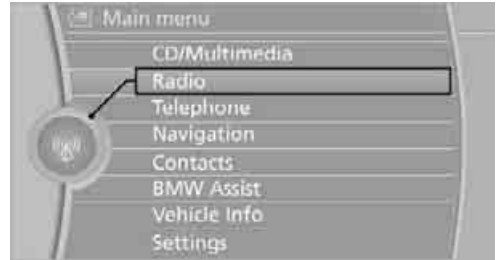 Main menu
CD/Multimedia
Radio
Telephone
Navigation
Contacts
BMW Assist
Vehicle Info
Settings